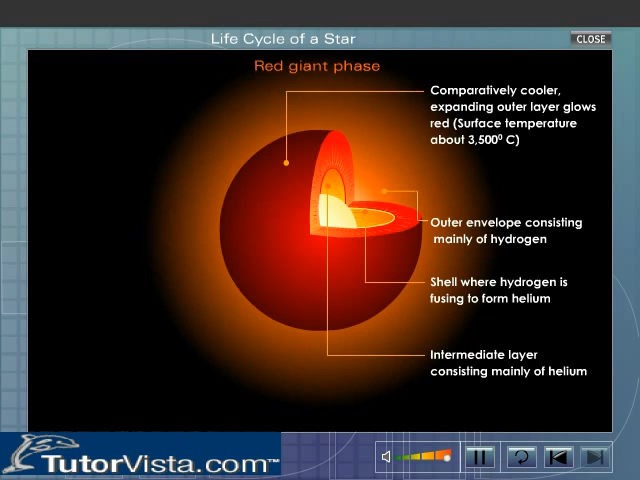 Life Cycle of a Star
CLOSE
Red giant phase
Comparatively cooler,
expanding outer layer glows
red (Surface temperature
about 3,500⁰ C)
Outer envelope consisting
mainly of hydrogen
Shell where hydrogen is
fusing to form helium
Intermediate layer
consisting mainly of helium
TutorVista.com™